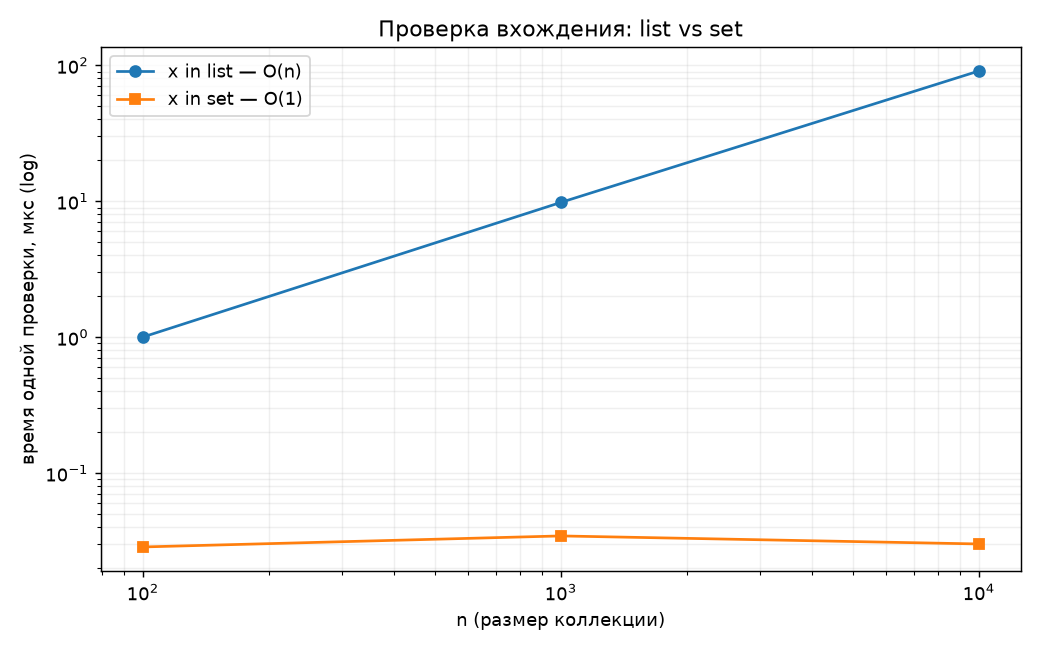 Проверка вхождения: list vs set
x in list — O(n)
x in set — O(1)
время одной проверки, мкс (log)
10²
10¹
10⁰
10⁻¹
10² 10³ 10⁴
n (размер коллекции)